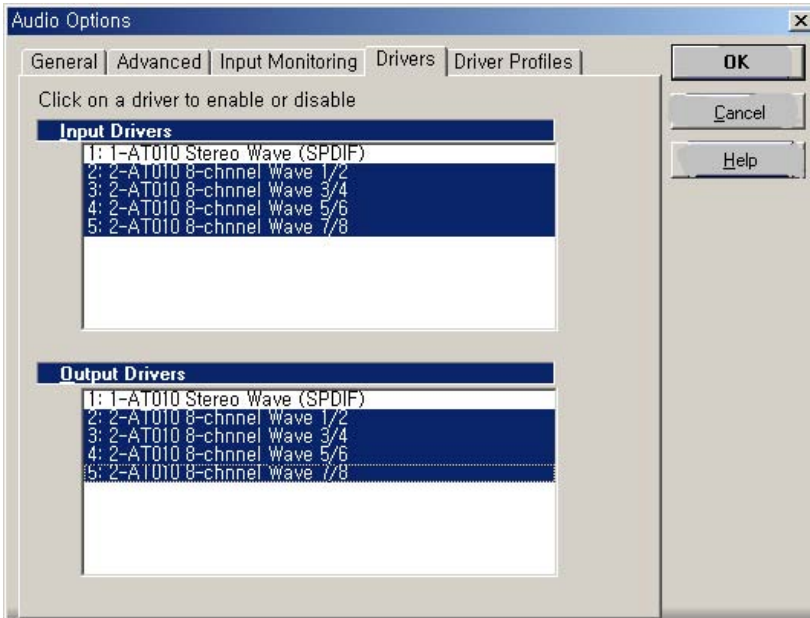 Audio Options
General
Advanced
Input Monitoring
Drivers
Driver Profiles
OK
Cancel
Help
Click on a driver to enable or disable
Input Drivers
1: 1-AT010 Stereo Wave (SPDIF)
2: 2-AT010 8-chnnel Wave 1/2
3: 2-AT010 8-chnnel Wave 3/4
4: 2-AT010 8-chnnel Wave 5/6
5: 2-AT010 8-chnnel Wave 7/8
Output Drivers
1: 1-AT010 Stereo Wave (SPDIF)
2: 2-AT010 8-chnnel Wave 1/2
3: 2-AT010 8-chnnel Wave 3/4
4: 2-AT010 8-chnnel Wave 5/6
5: 2-AT010 8-chnnel Wave 7/8